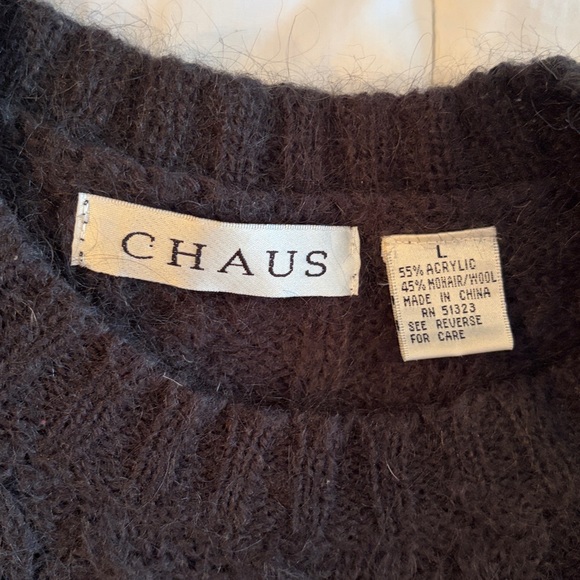 CHAUS
L
55% ACRYLIC
45% MOHAIR/WOOL
MADE IN CHINA
RN 51323
SEE REVERSE
FOR CARE